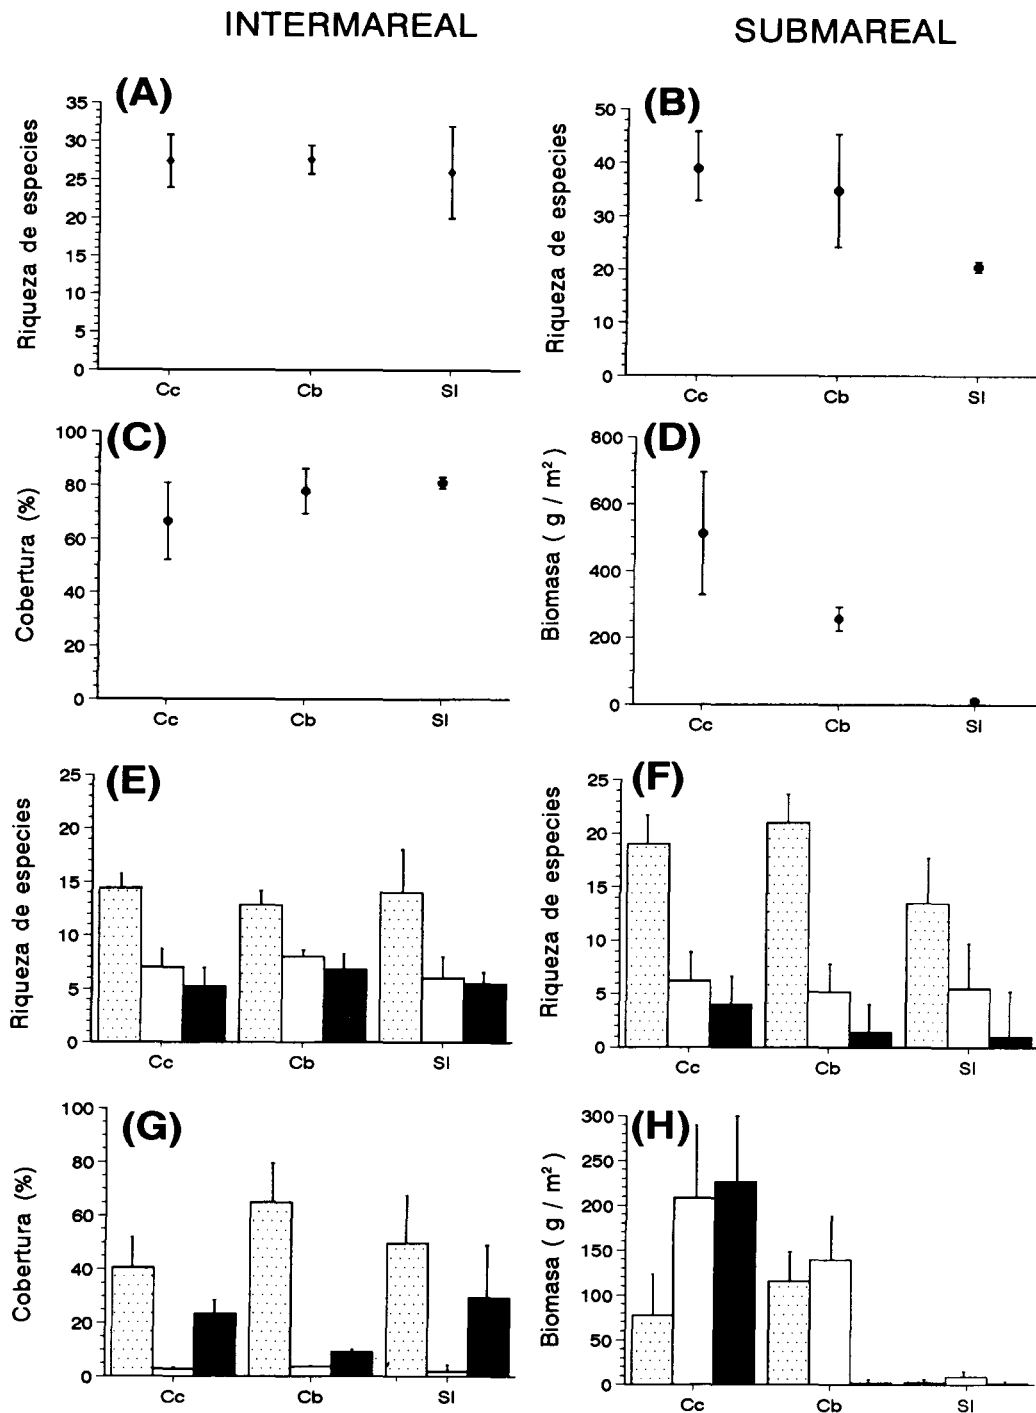 INTERMAREAL
SUBMAREAL
(A)
Riqueza de especies
35
30
25
20
15
10
5
0
Cc
Cb
Sl
(B)
Riqueza de especies
50
40
30
20
10
0
Cc
Cb
Sl
(C)
Cobertura (%)
100
80
60
40
20
0
Cc
Cb
Sl
(D)
Biomasa ( g / m²)
800
600
400
200
0
Cc
Cb
Sl
(E)
Riqueza de especies
25
20
15
10
5
0
Cc
Cb
Sl
(F)
Riqueza de especies
25
20
15
10
5
0
Cc
Cb
Sl
(G)
Cobertura (%)
100
80
60
40
20
0
Cc
Cb
Sl
(H)
Biomasa ( g / m²)
300
250
200
150
100
50
0
Cc
Cb
Sl